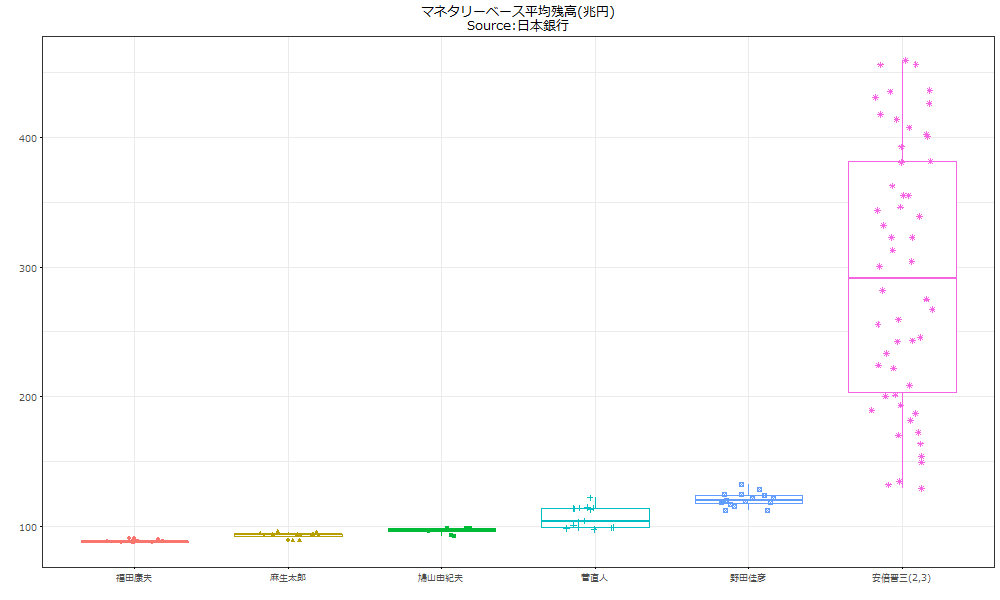 マネタリーベース平均残高(兆円)
Source:日本銀行
400
300
200
100
福田康夫
麻生太郎
鳩山由紀夫
菅直人
野田佳彦
安倍晋三(2,3)